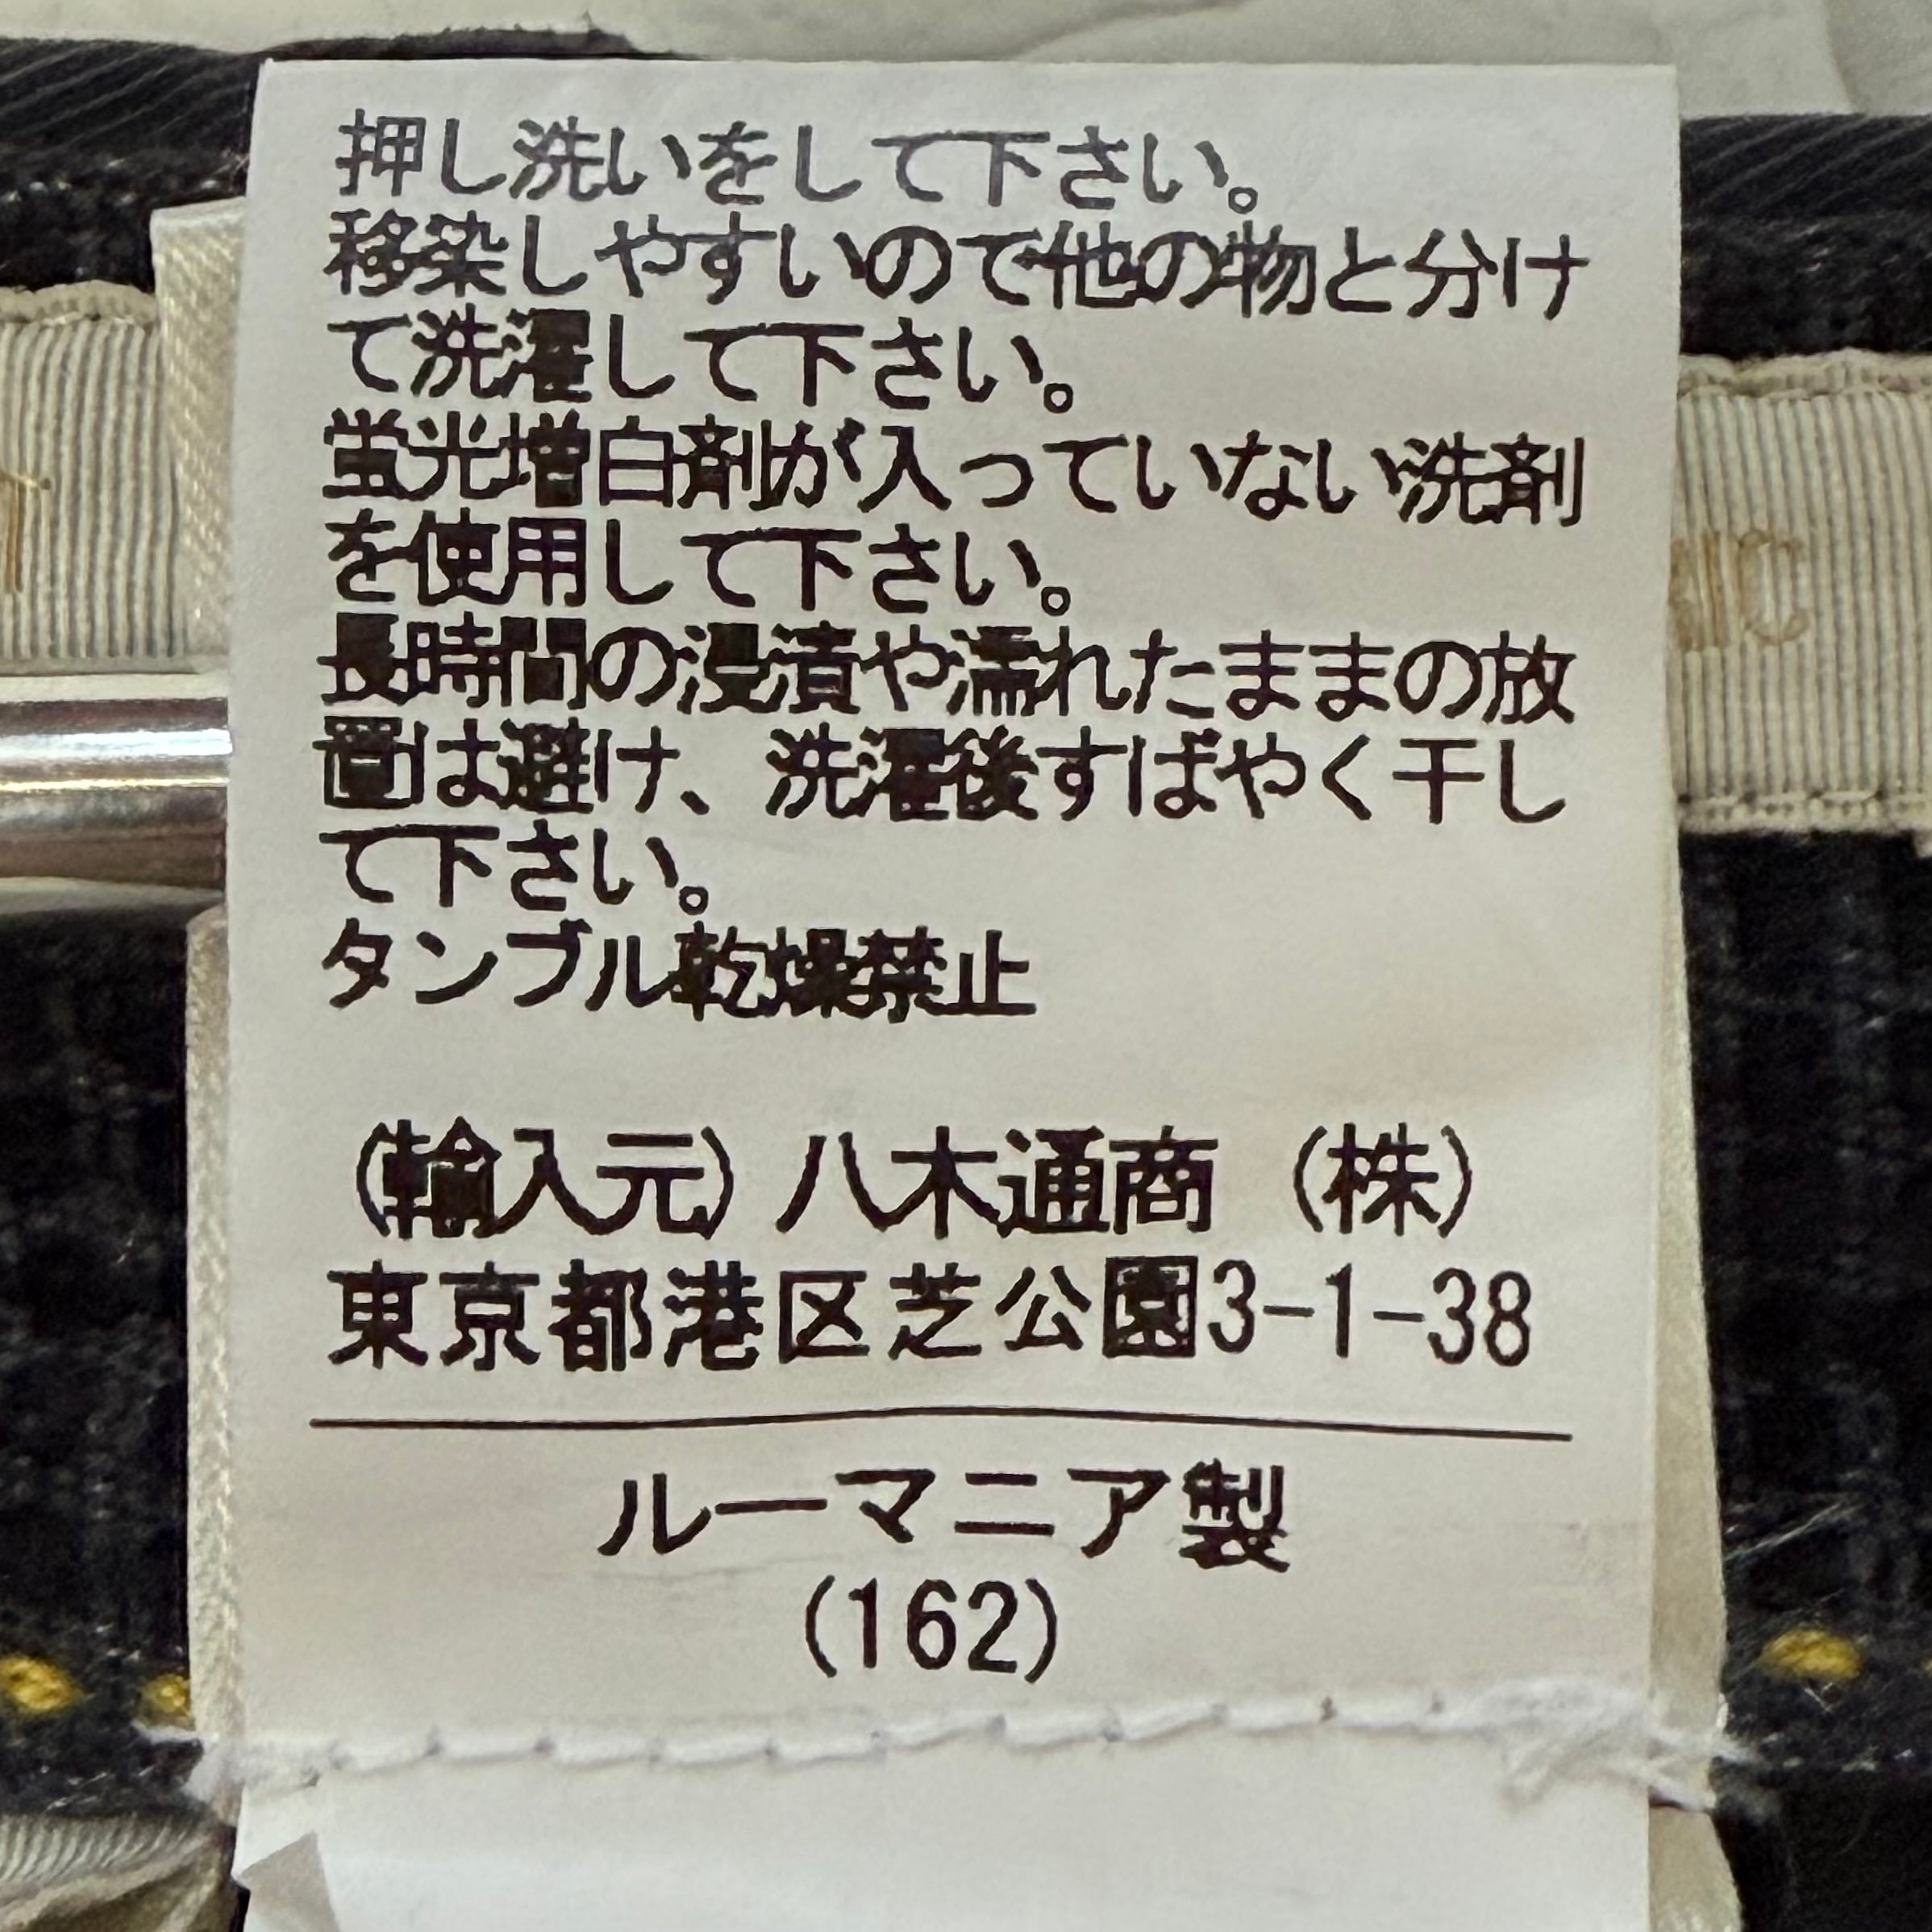 押し洗いをして下さい。
移染しやすいので他の物と分け
て洗濯して下さい。
蛍光増白剤が入っていない洗剤
を使用して下さい。
長時間の浸漬や濡れたままの放
置は避け、洗濯後すばやく干し
て下さい。
タンブル乾燥禁止
(輸入元) 八木通商 (株)
東京都港区芝公園3-1-38
ルーマニア製
(162)